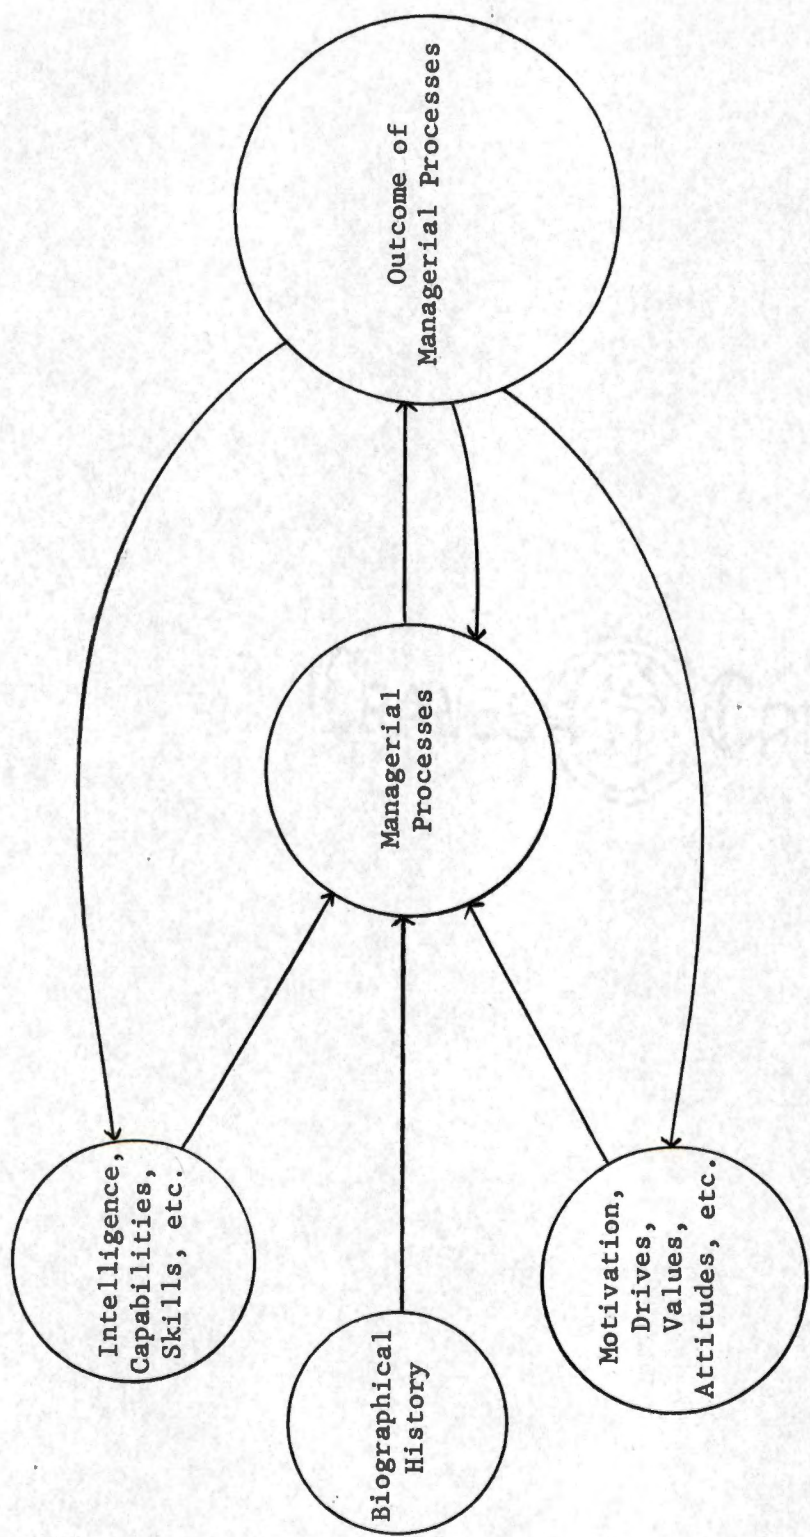 Intelligence,
Capabilities,
Skills, etc.
Biographical
History
Motivation,
Drives,
Values,
Attitudes, etc.
Managerial
Processes
Outcome of
Managerial Processes